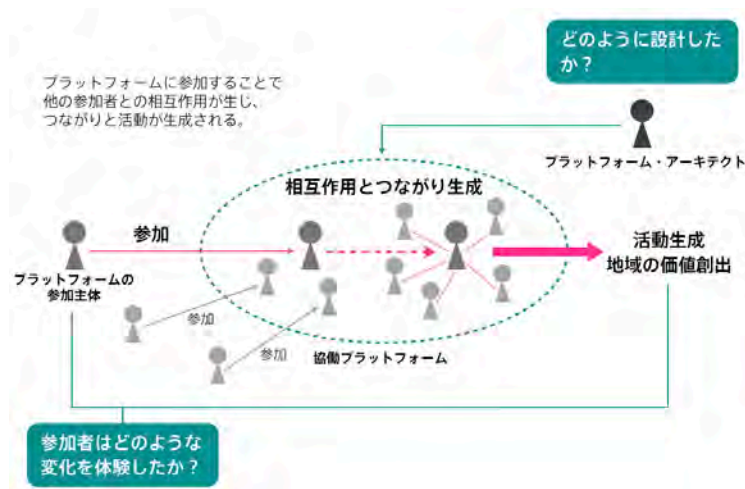 どのように設計した
か？
プラットフォームに参加することで
他の参加者との相互作用が生じ、
つながりと活動が生成される。
プラットフォーム・アーキテクト
相互作用とつながり生成
参加
活動生成
地域の価値創出
プラットフォームの
参加主体
参加
参加
協働プラットフォーム
参加者はどのような
変化を体験したか？